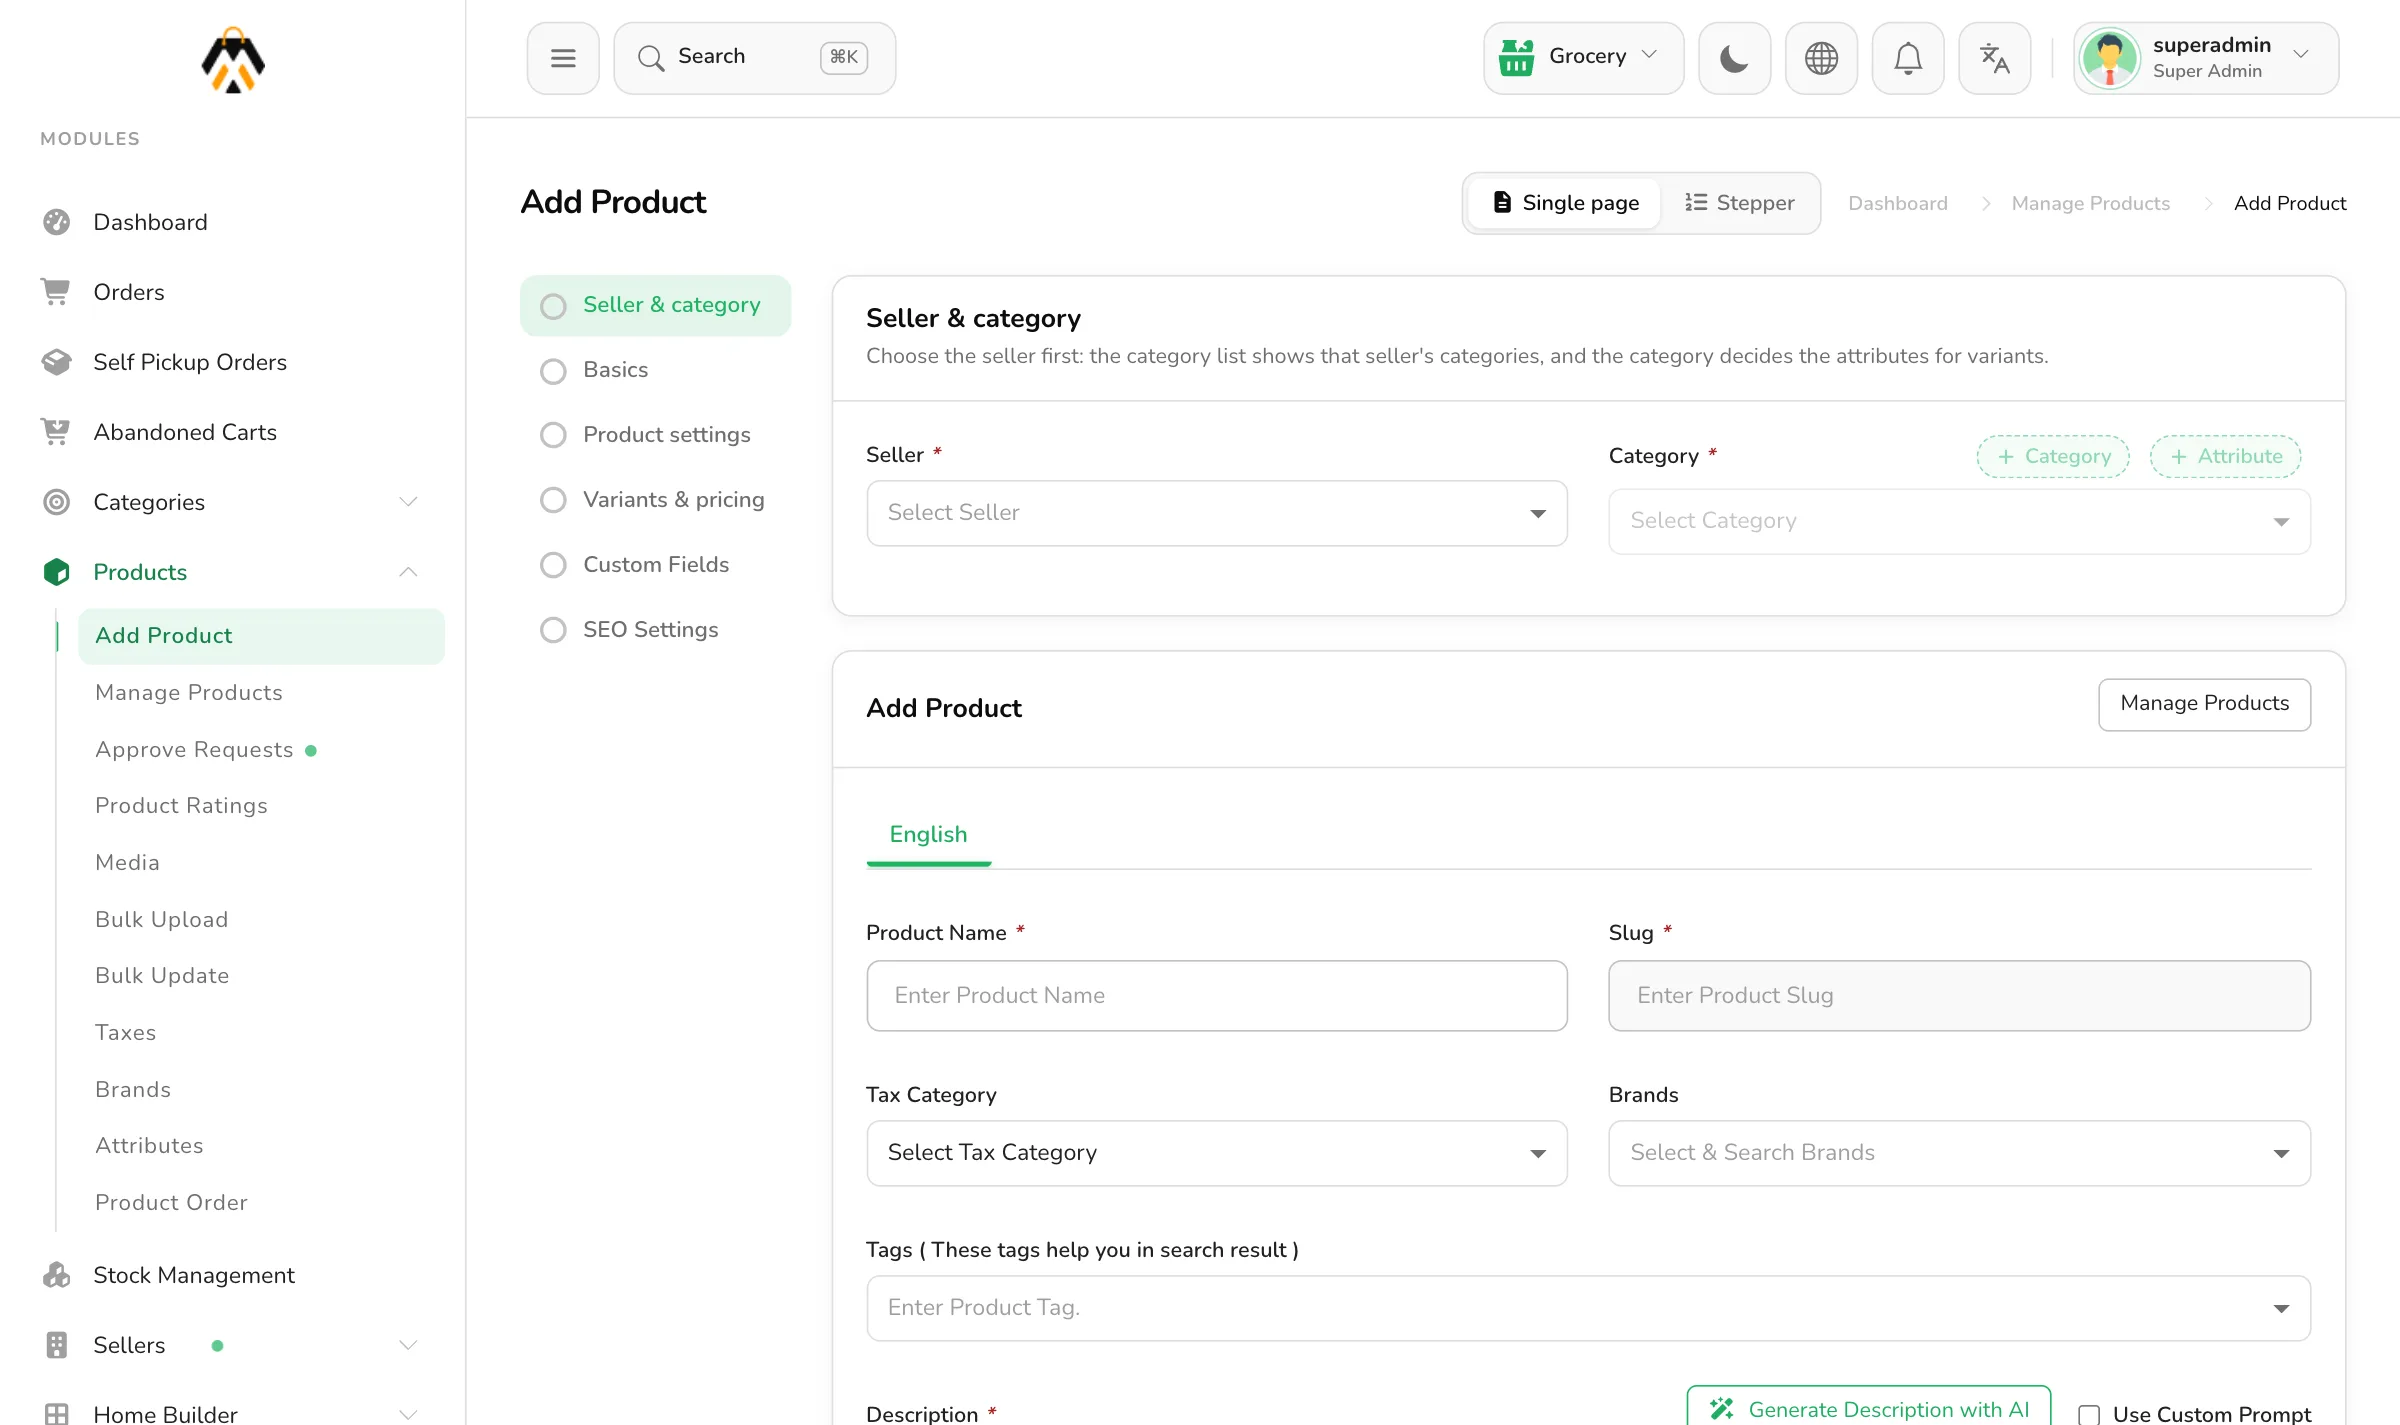 Search
⌘K
Grocery
superadmin
Super Admin
MODULES
Dashboard
Orders
Self Pickup Orders
Abandoned Carts
Categories
Products
Add Product
Manage Products
Approve Requests
Product Ratings
Media
Bulk Upload
Bulk Update
Taxes
Brands
Attributes
Product Order
Stock Management
Sellers
Home Builder
Add Product
Single page
Stepper
Dashboard
Manage Products
Add Product
Seller & category
Basics
Product settings
Variants & pricing
Custom Fields
SEO Settings
Seller & category
Choose the seller first: the category list shows that seller's categories, and the category decides the attributes for variants.
Seller *
Select Seller
Category *
+ Category
+ Attribute
Select Category
Add Product
Manage Products
English
Product Name *
Enter Product Name
Slug *
Enter Product Slug
Tax Category
Select Tax Category
Brands
Select & Search Brands
Tags ( These tags help you in search result )
Enter Product Tag.
Description *
Generate Description with AI
Use Custom Prompt